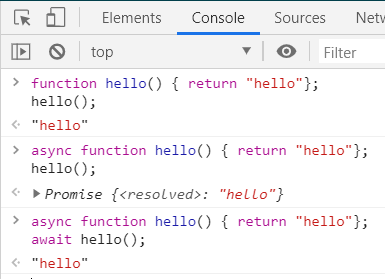 Elements Console Sources
top Filter
function hello() { return "hello"};
hello();
"hello"
async function hello() { return "hello"};
hello();
Promise {<resolved>: "hello"}
async function hello() { return "hello"};
await hello();
"hello"